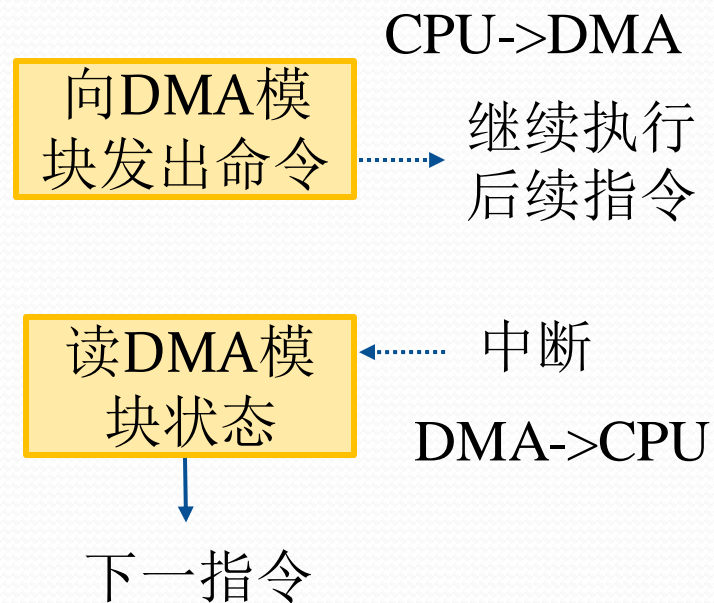 CPU->DMA
向DMA模
块发出命令
继续执行
后续指令
读DMA模
块状态
中断
DMA->CPU
下一指令